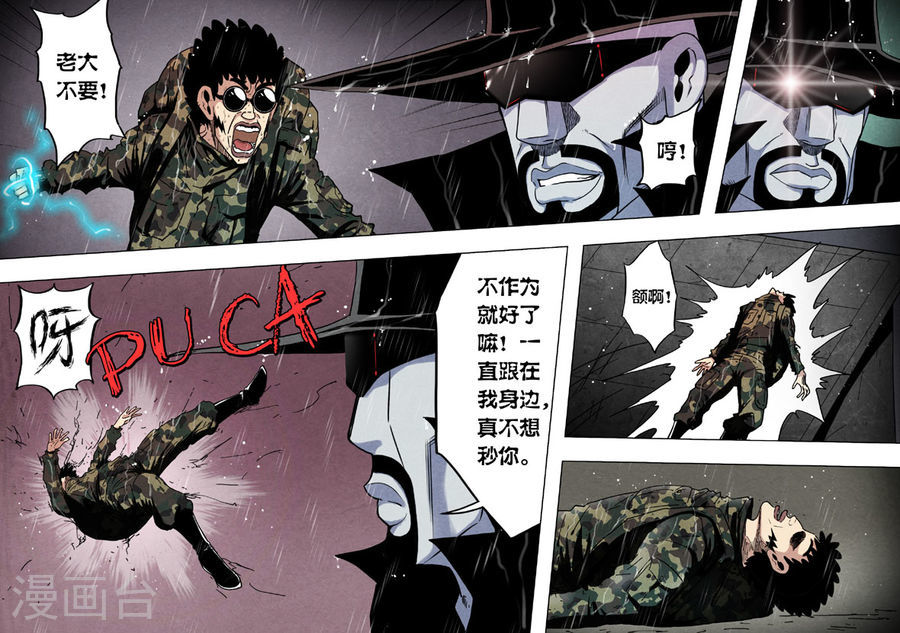 老大
不要！
哼！
呀
PUCA
不作为
就好了
嘛！一
直跟在
我身边，
真不想
秒你。
额啊！
漫画台